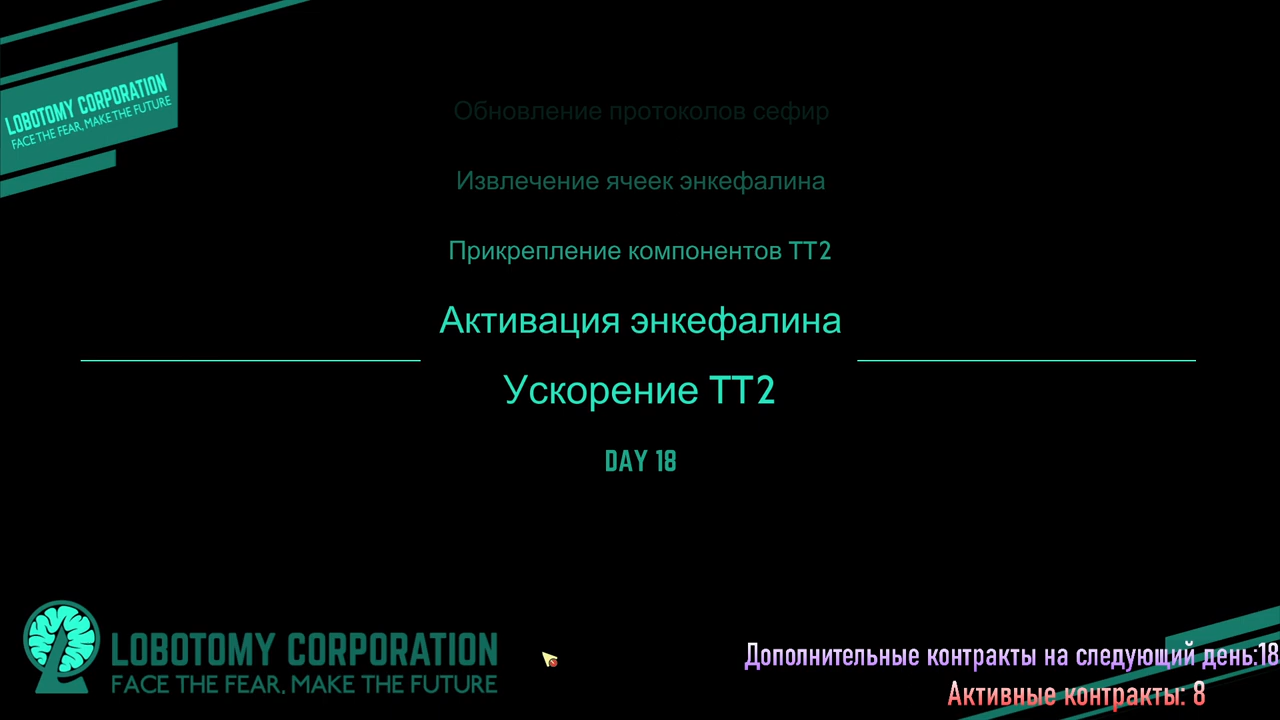 LOBOTOMY CORPORATION
FACE THE FEAR, MAKE THE FUTURE
Обновление протоколов сефир
Извлечение ячеек энкефалина
Прикрепление компонентов TT2
Активация энкефалина
Ускорение TT2
DAY 18
LOBOTOMY CORPORATION
FACE THE FEAR, MAKE THE FUTURE
Дополнительные контракты на следующий день:18
Активные контракты: 8